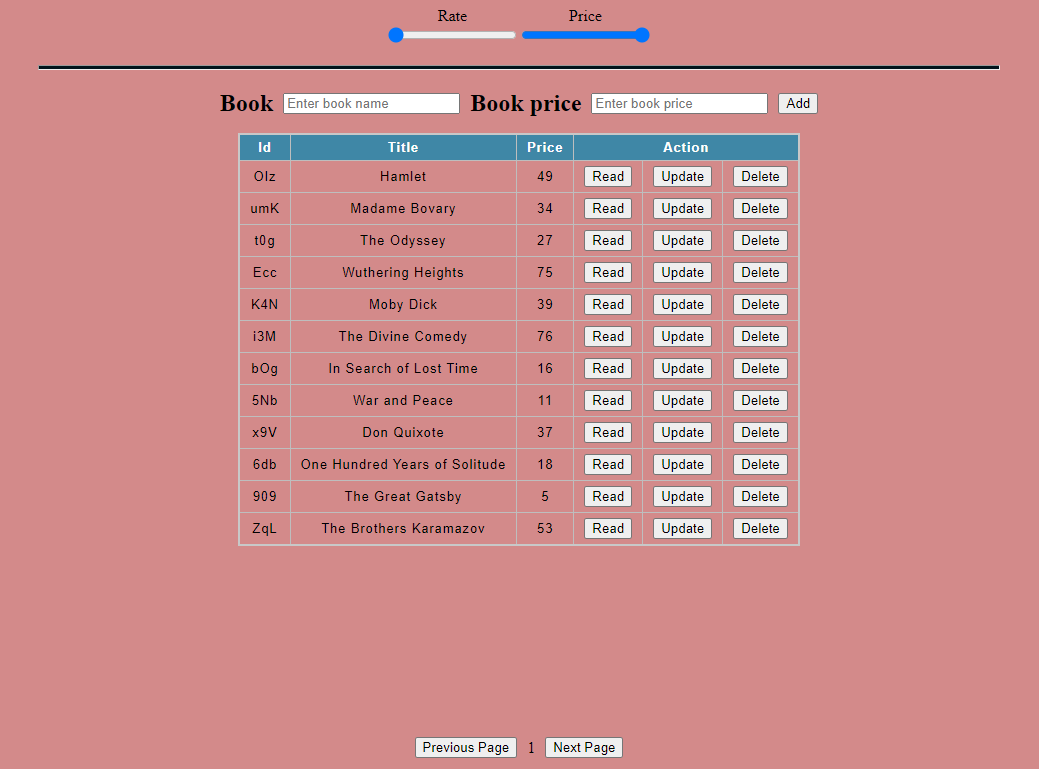 Rate Price
Book Enter book name Book price Enter book price Add
Id Title Price Action
OIz Hamlet 49 Read Update Delete
umK Madame Bovary 34 Read Update Delete
t0g The Odyssey 27 Read Update Delete
Ecc Wuthering Heights 75 Read Update Delete
K4N Moby Dick 39 Read Update Delete
i3M The Divine Comedy 76 Read Update Delete
bOg In Search of Lost Time 16 Read Update Delete
5Nb War and Peace 11 Read Update Delete
x9V Don Quixote 37 Read Update Delete
6db One Hundred Years of Solitude 18 Read Update Delete
909 The Great Gatsby 5 Read Update Delete
ZqL The Brothers Karamazov 53 Read Update Delete
Previous Page 1 Next Page